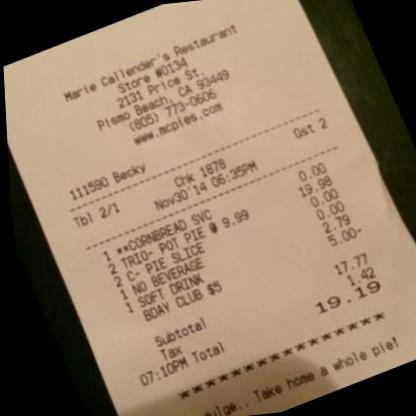 Marie Callender's Restaurant
Store #0134
2131 Price St.
Pismo Beach, CA 93449
(805) 773-0606
www.mcpies.com
111590 Becky
Tbl 2/1 Chk 1878 Gst 2
Nov30'14 06:35PM
1 **CORNBREAD SVC 0.00
2 TRIO- POT PIE @ 9.99 19.98
2 C- PIE SLICE 0.00
1 NO BEVERAGE 0.00
1 SOFT DRINK 2.79
BDAY CLUB $5 5.00-
Subtotal 17.77
Tax 1.42
07:10PM Total 19.19
****************
Take home a whole pie!